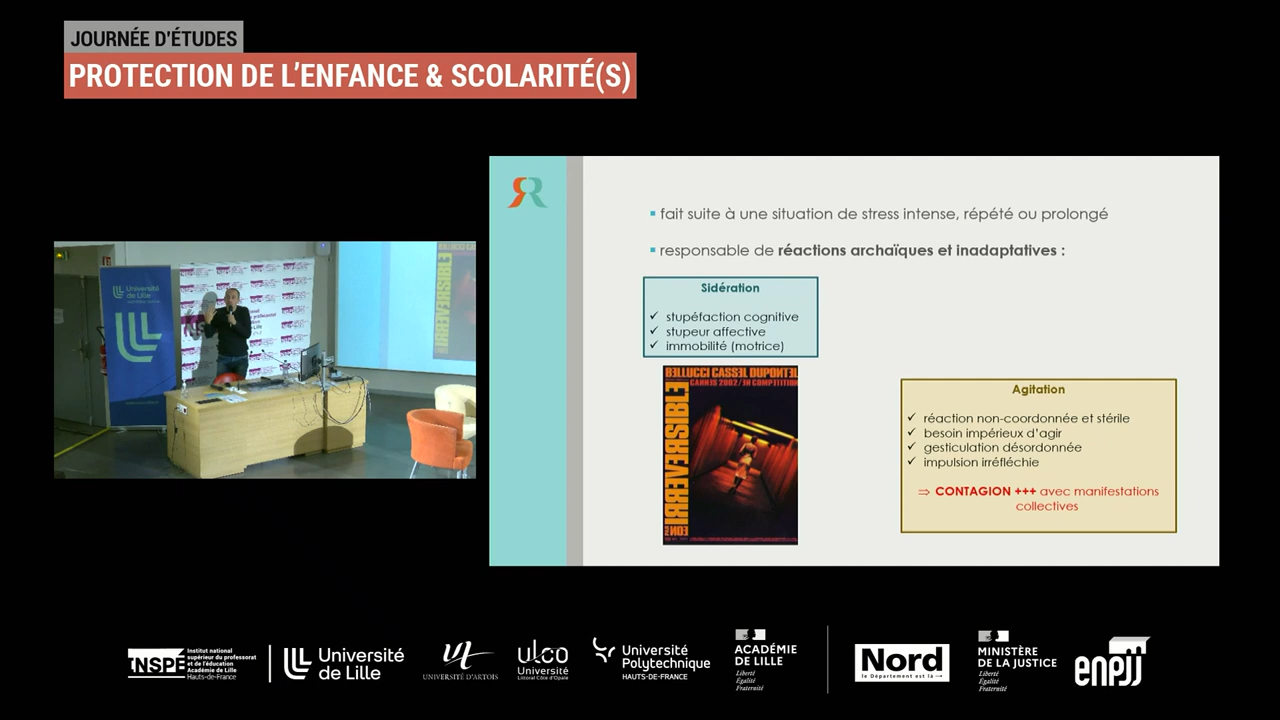 JOURNÉE D'ÉTUDES
PROTECTION DE L'ENFANCE & SCOLARITÉ(S)
Université
de Lille
▪ fait suite à une situation de stress intense, répété ou prolongé
▪ responsable de réactions archaïques et inadaptatives :
Sidération
✓ stupéfaction cognitive
✓ stupeur affective
✓ immobilité (motrice)
BELLUCCI CASSEL DUPONTEL
CANNES 2002/EN COMPETITION
IRREVERSIBLE
Agitation
✓ réaction non-coordonnée et stérile
✓ besoin impérieux d'agir
✓ gesticulation désordonnée
✓ impulsion irréfléchie
⇒ CONTAGION +++ avec manifestations
collectives
INSPÉ
Institut national
supérieur du professorat
et de l'éducation
Académie de Lille
Hauts-de-France
Université
de Lille
UNIVERSITÉ D'ARTOIS
ULCO
Université
Littoral Côte d'Opale
Université
Polytechnique
HAUTS-DE-FRANCE
ACADÉMIE
DE LILLE
Liberté
Égalité
Fraternité
Nord
le Département est là
MINISTÈRE
DE LA JUSTICE
Liberté
Égalité
Fraternité
enpjj